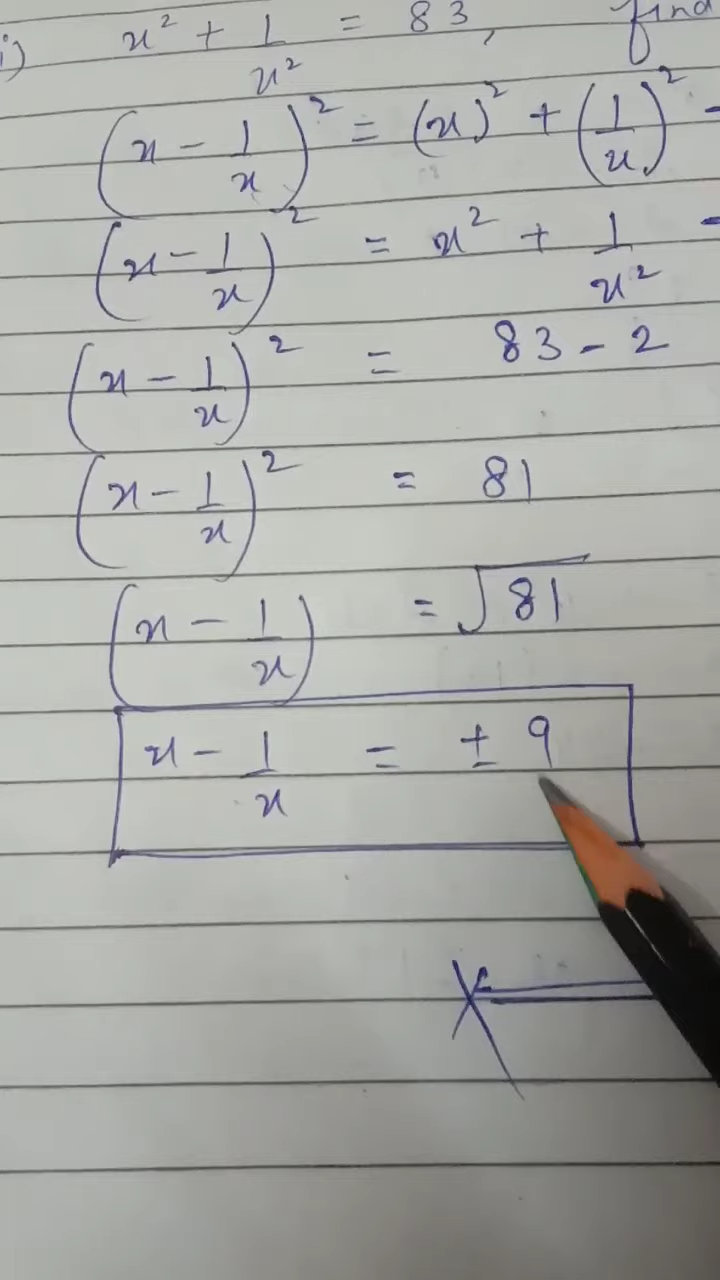 i) x² + 1/x² = 83, find
(x - 1/x)² = (x)² + (1/x)² -
(x - 1/x)² = x² + 1/x² -
(x - 1/x)² = 83 - 2
(x - 1/x)² = 81
(x - 1/x) = √81
x - 1/x = ± 9